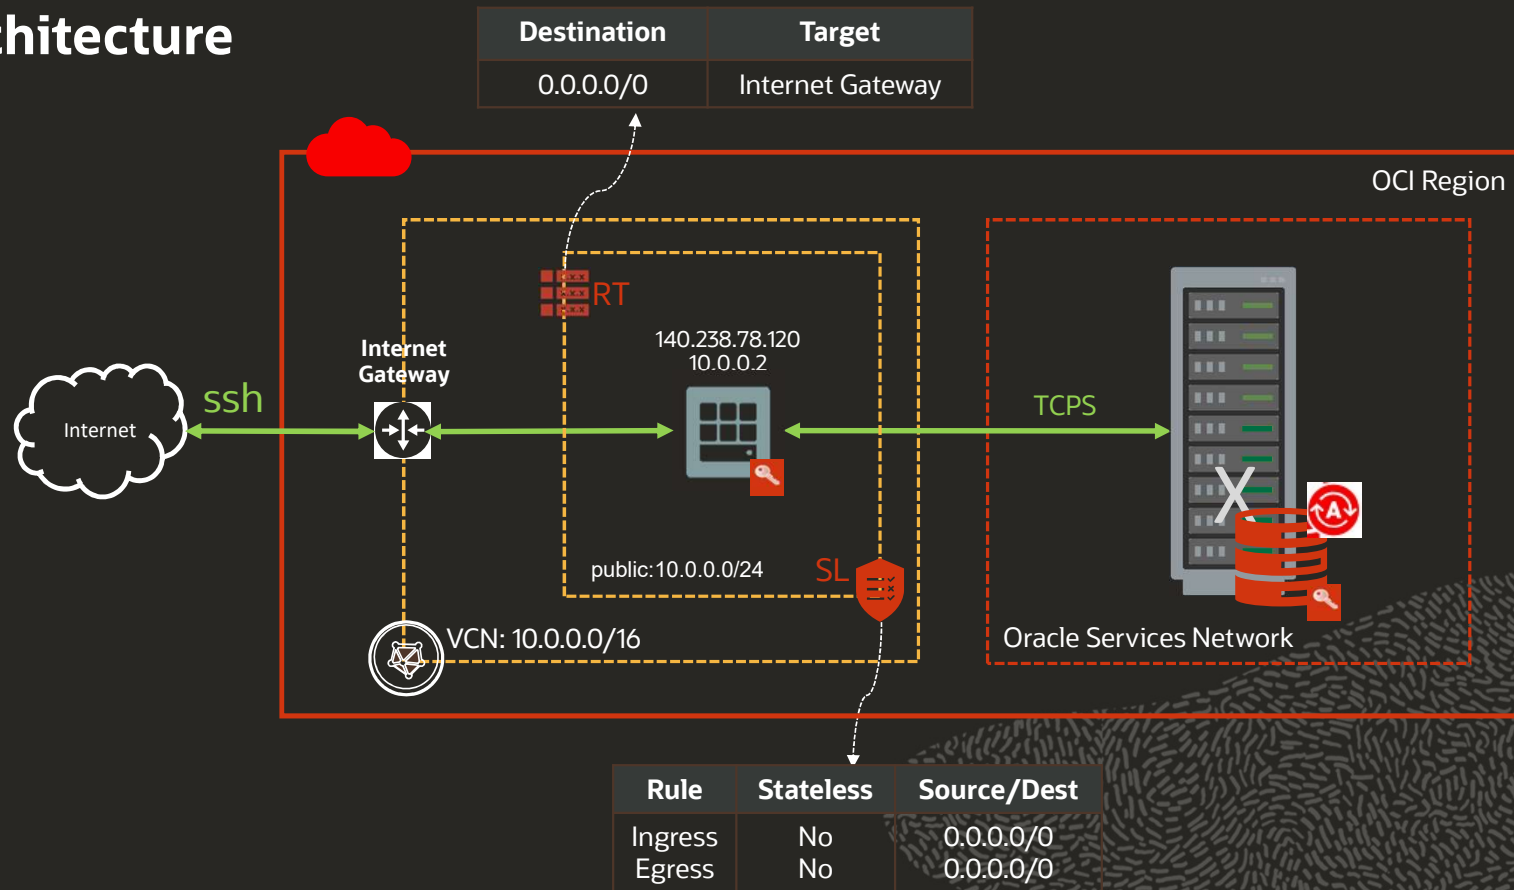 chitecture
Destination Target
0.0.0.0/0 Internet Gateway
OCI Region
RT
140.238.78.120
10.0.0.2
Internet
Gateway
ssh
Internet
TCPS
X
A
public:10.0.0.0/24
SL
VCN: 10.0.0.0/16
Oracle Services Network
Rule Stateless Source/Dest
Ingress No 0.0.0.0/0
Egress No 0.0.0.0/0